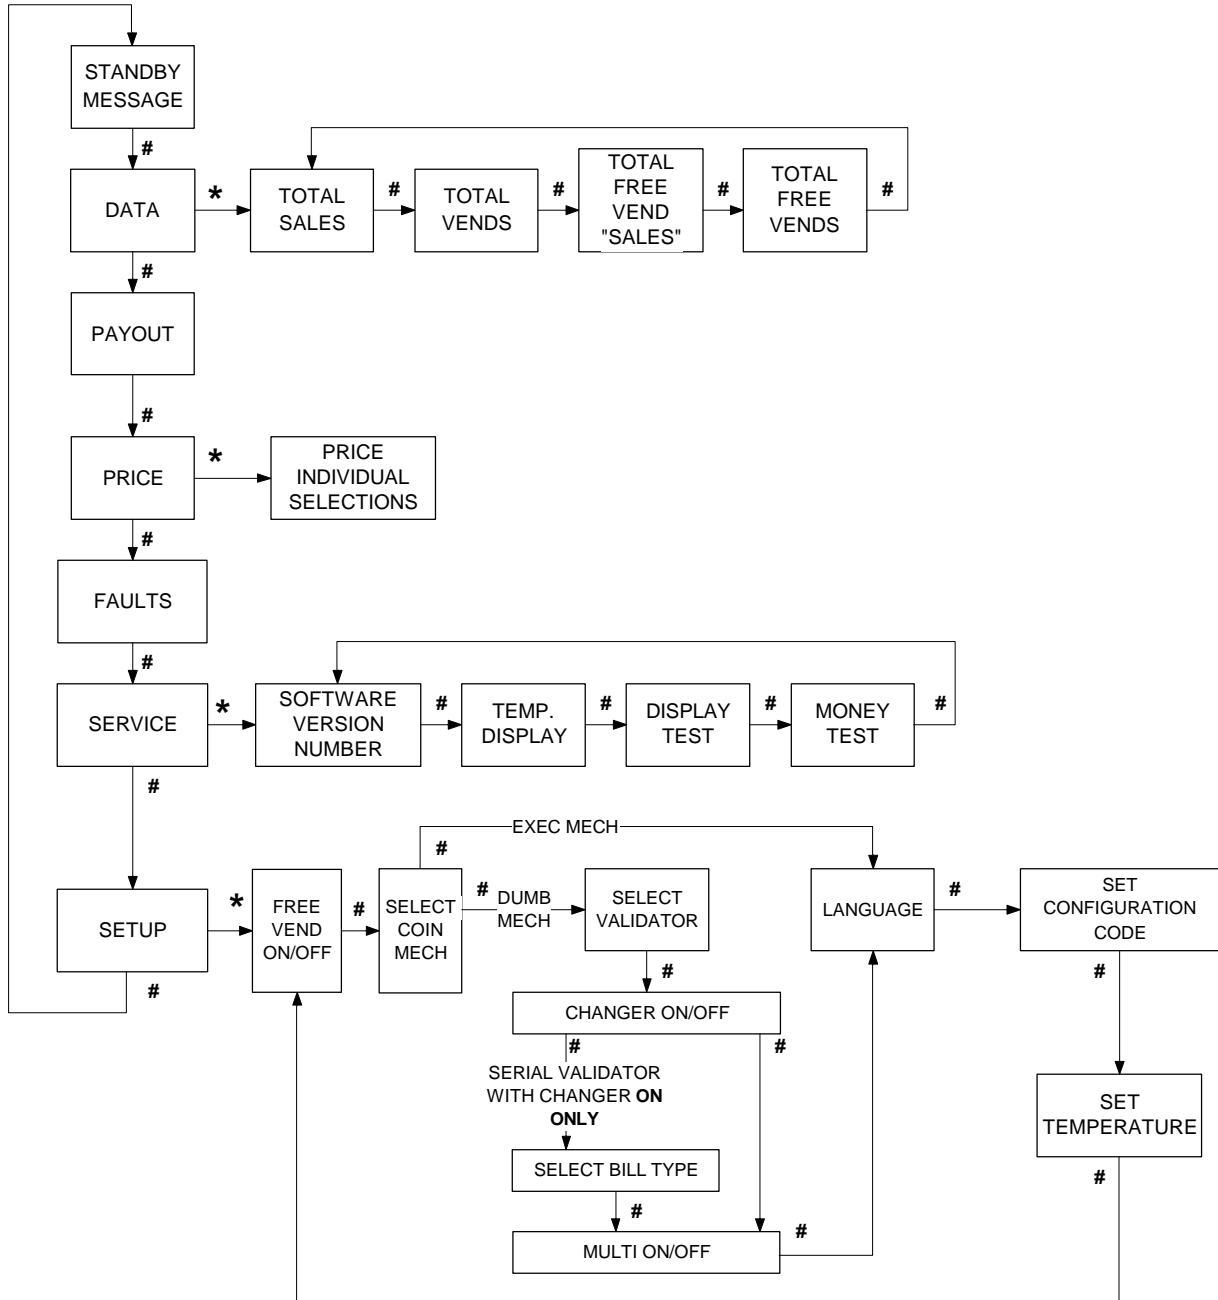 STANDBY
MESSAGE
#
DATA
*
TOTAL
SALES
#
TOTAL
VENDS
#
TOTAL
FREE
VEND
"SALES"
#
TOTAL
FREE
VENDS
#
#
PAYOUT
#
PRICE
*
PRICE
INDIVIDUAL
SELECTIONS
#
FAULTS
#
SERVICE
*
SOFTWARE
VERSION
NUMBER
#
TEMP.
DISPLAY
#
DISPLAY
TEST
#
MONEY
TEST
#
#
SETUP
#
*
FREE
VEND
ON/OFF
#
SELECT
COIN
MECH
#
EXEC MECH
#
DUMB
MECH
SELECT
VALIDATOR
#
CHANGER ON/OFF
#
SERIAL VALIDATOR
WITH CHANGER ON
ONLY
#
SELECT BILL TYPE
#
MULTI ON/OFF
#
LANGUAGE
#
SET
CONFIGURATION
CODE
#
SET
TEMPERATURE
#